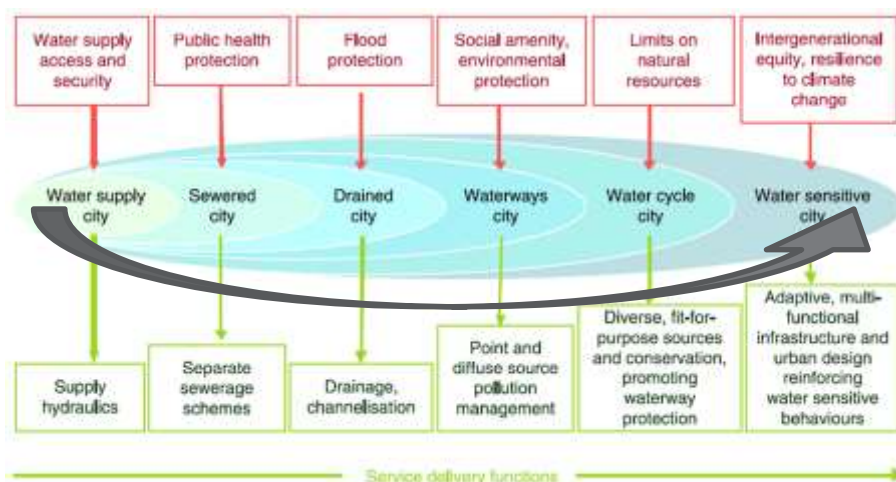 Water supply
access and
security
Public health
protection
Flood
protection
Social amenity,
environmental
protection
Limits on
natural
resources
Intergenerational
equity, resilience
to climate
change
Water supply
city
Sewered
city
Drained
city
Waterways
city
Water cycle
city
Water sensitive
city
Supply
hydraulics
Separate
sewerage
schemes
Drainage,
channelisation
Point and
diffuse source
pollution
management
Diverse, fit-for-
purpose sources
and conservation,
promoting
waterway
protection
Adaptive, multi-
functional
infrastructure and
urban design
reinforcing
water sensitive
behaviours
Service delivery functions